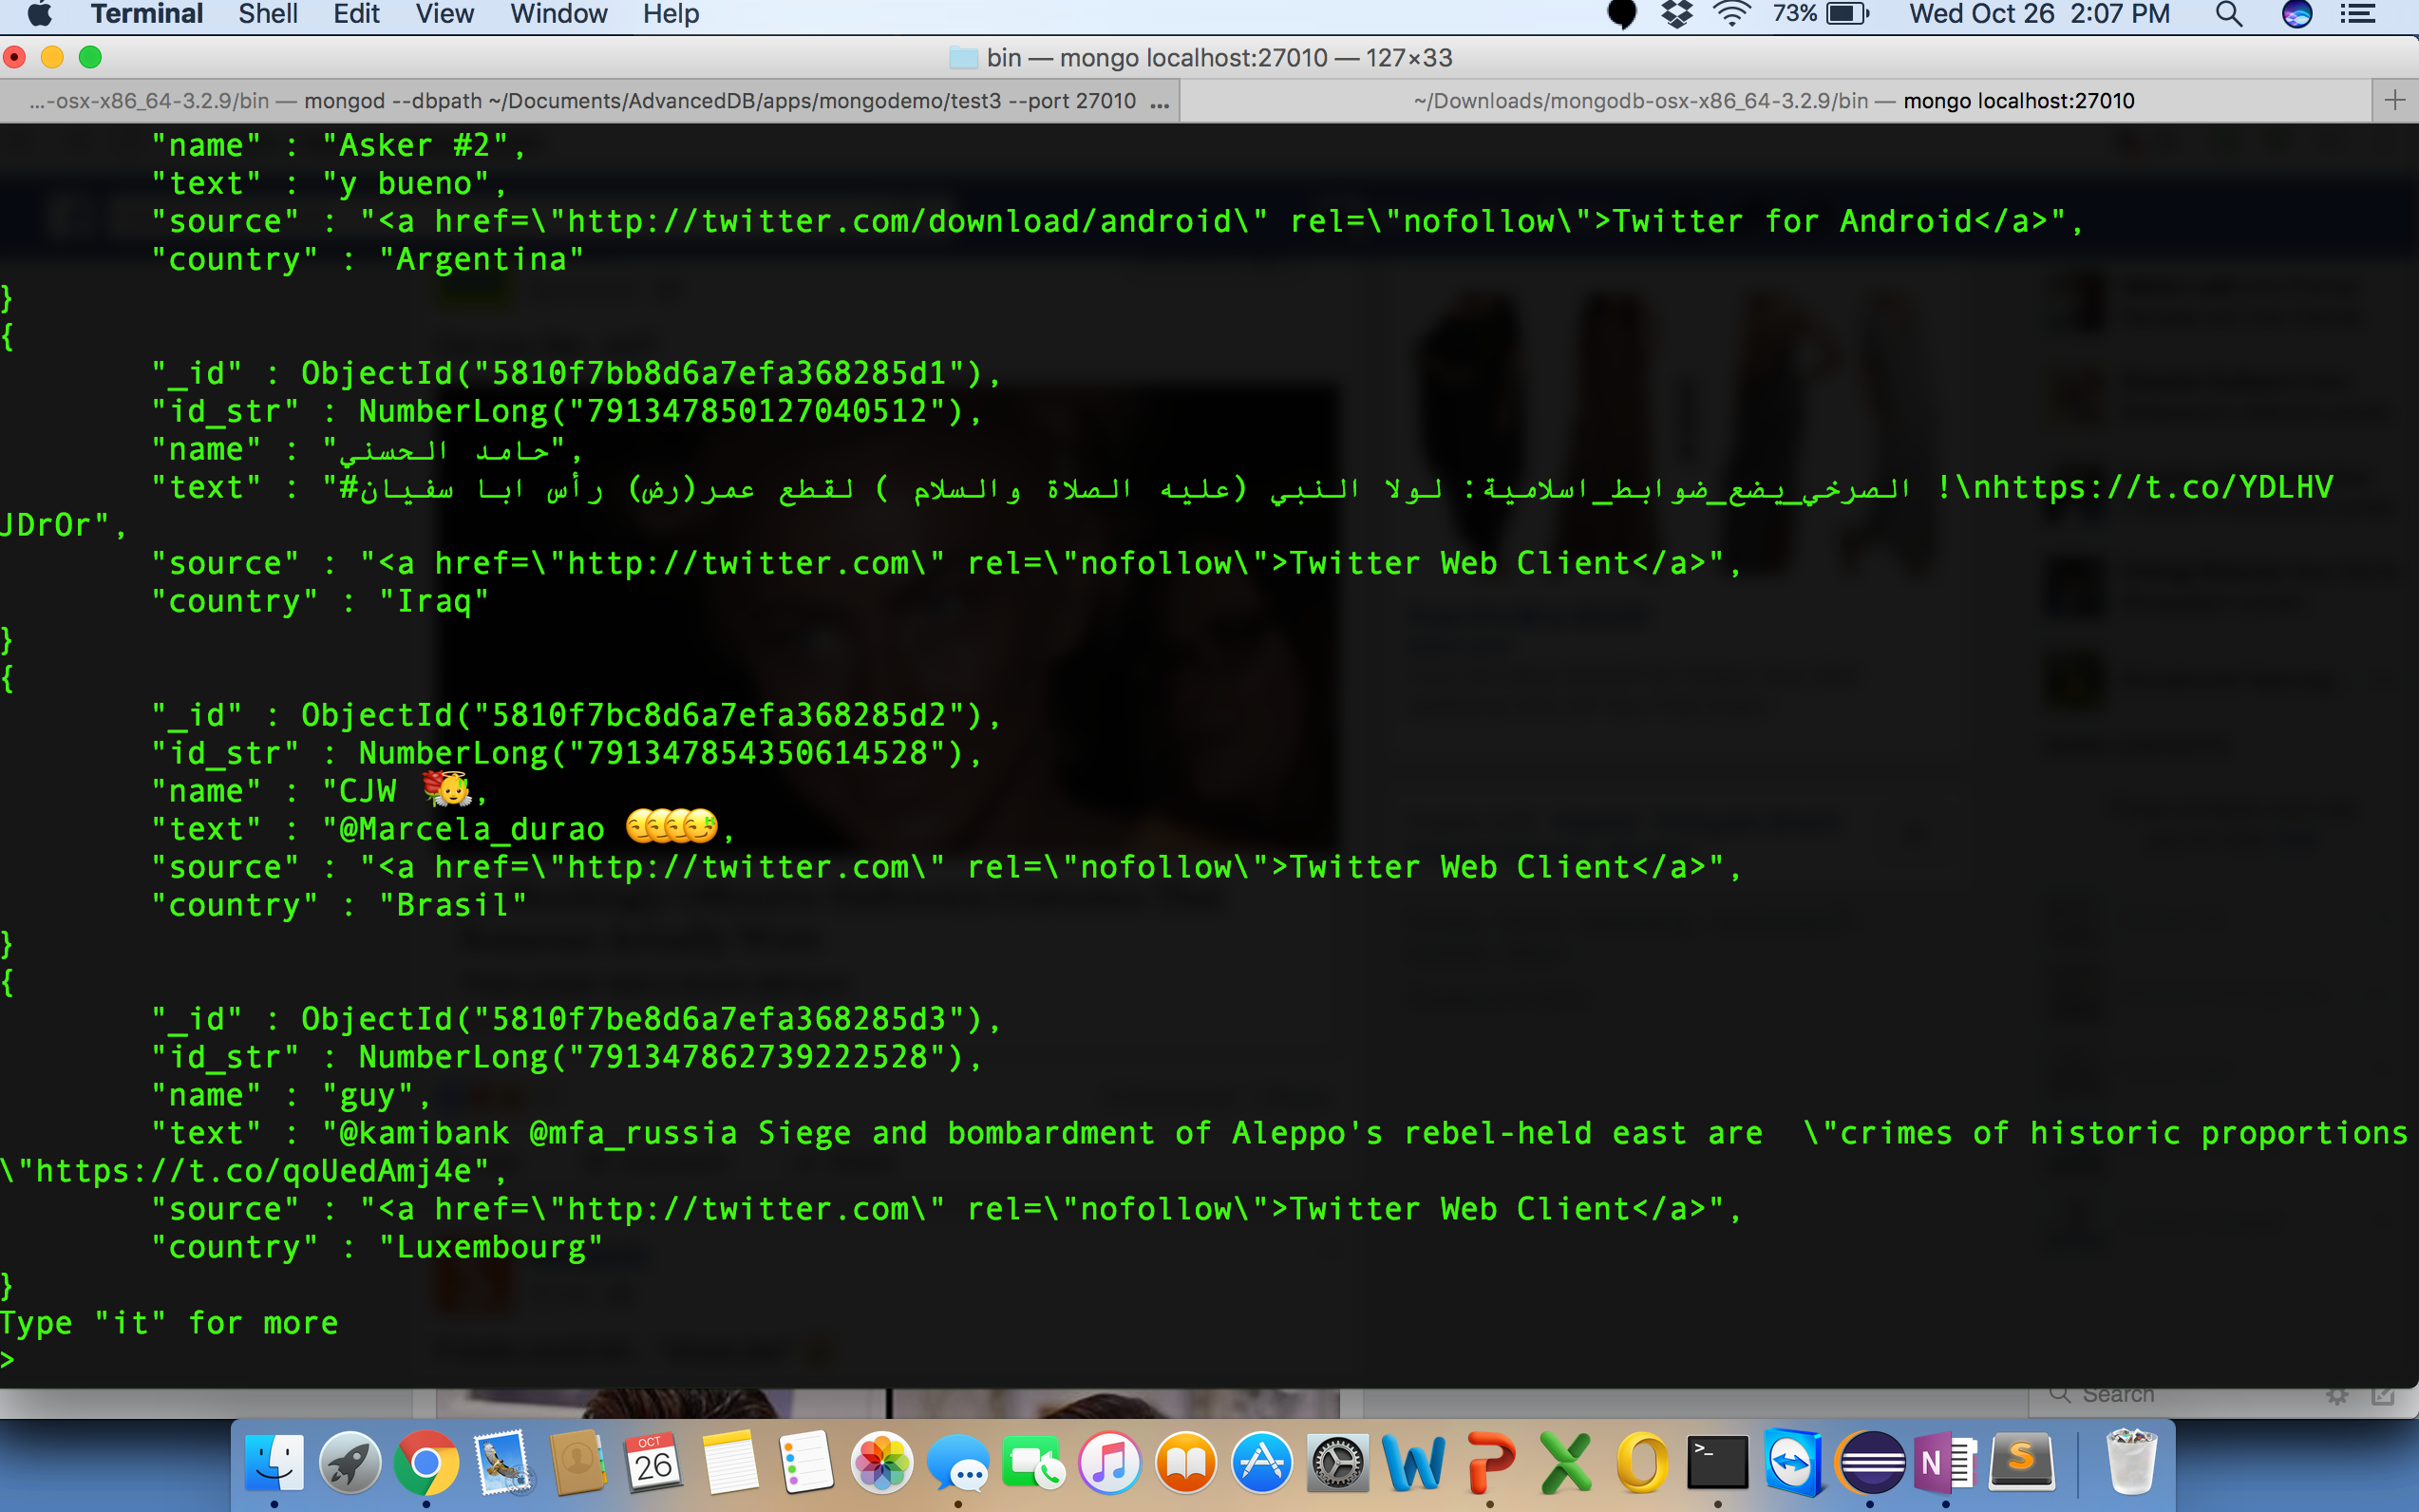 Terminal Shell Edit View Window Help 73% Wed Oct 26 2:07 PM
bin — mongo localhost:27010 — 127×33
...-osx-x86_64-3.2.9/bin — mongod --dbpath ~/Documents/AdvancedDB/apps/mongodemo/test3 --port 27010 ... ~/Downloads/mongodb-osx-x86_64-3.2.9/bin — mongo localhost:27010
"name" : "Asker #2",
"text" : "y bueno",
"source" : "<a href=\"http://twitter.com/download/android\" rel=\"nofollow\">Twitter for Android</a>",
"country" : "Argentina"
}
{
"_id" : ObjectId("5810f7bb8d6a7efa368285d1"),
"id_str" : NumberLong("791347850127040512"),
"name" : "حامد الحسني",
"text" : "#الصرخي_يضع_ضوابط_اسلامية: لولا النبي (عليه الصلاة والسلام ) لقطع عمر(رض) رأس ابا سفيان !\nhttps://t.co/YDLHV
JDrOr",
"source" : "<a href=\"http://twitter.com\" rel=\"nofollow\">Twitter Web Client</a>",
"country" : "Iraq"
}
{
"_id" : ObjectId("5810f7bc8d6a7efa368285d2"),
"id_str" : NumberLong("791347854350614528"),
"name" : "CJW 🌹👼",
"text" : "@Marcela_durao 😏😏😏😏",
"source" : "<a href=\"http://twitter.com\" rel=\"nofollow\">Twitter Web Client</a>",
"country" : "Brasil"
}
{
"_id" : ObjectId("5810f7be8d6a7efa368285d3"),
"id_str" : NumberLong("791347862739222528"),
"name" : "guy",
"text" : "@kamibank @mfa_russia Siege and bombardment of Aleppo's rebel-held east are  \"crimes of historic proportions
\"https://t.co/qoUedAmj4e",
"source" : "<a href=\"http://twitter.com\" rel=\"nofollow\">Twitter Web Client</a>",
"country" : "Luxembourg"
}
Type "it" for more
>
Search
OCT
26